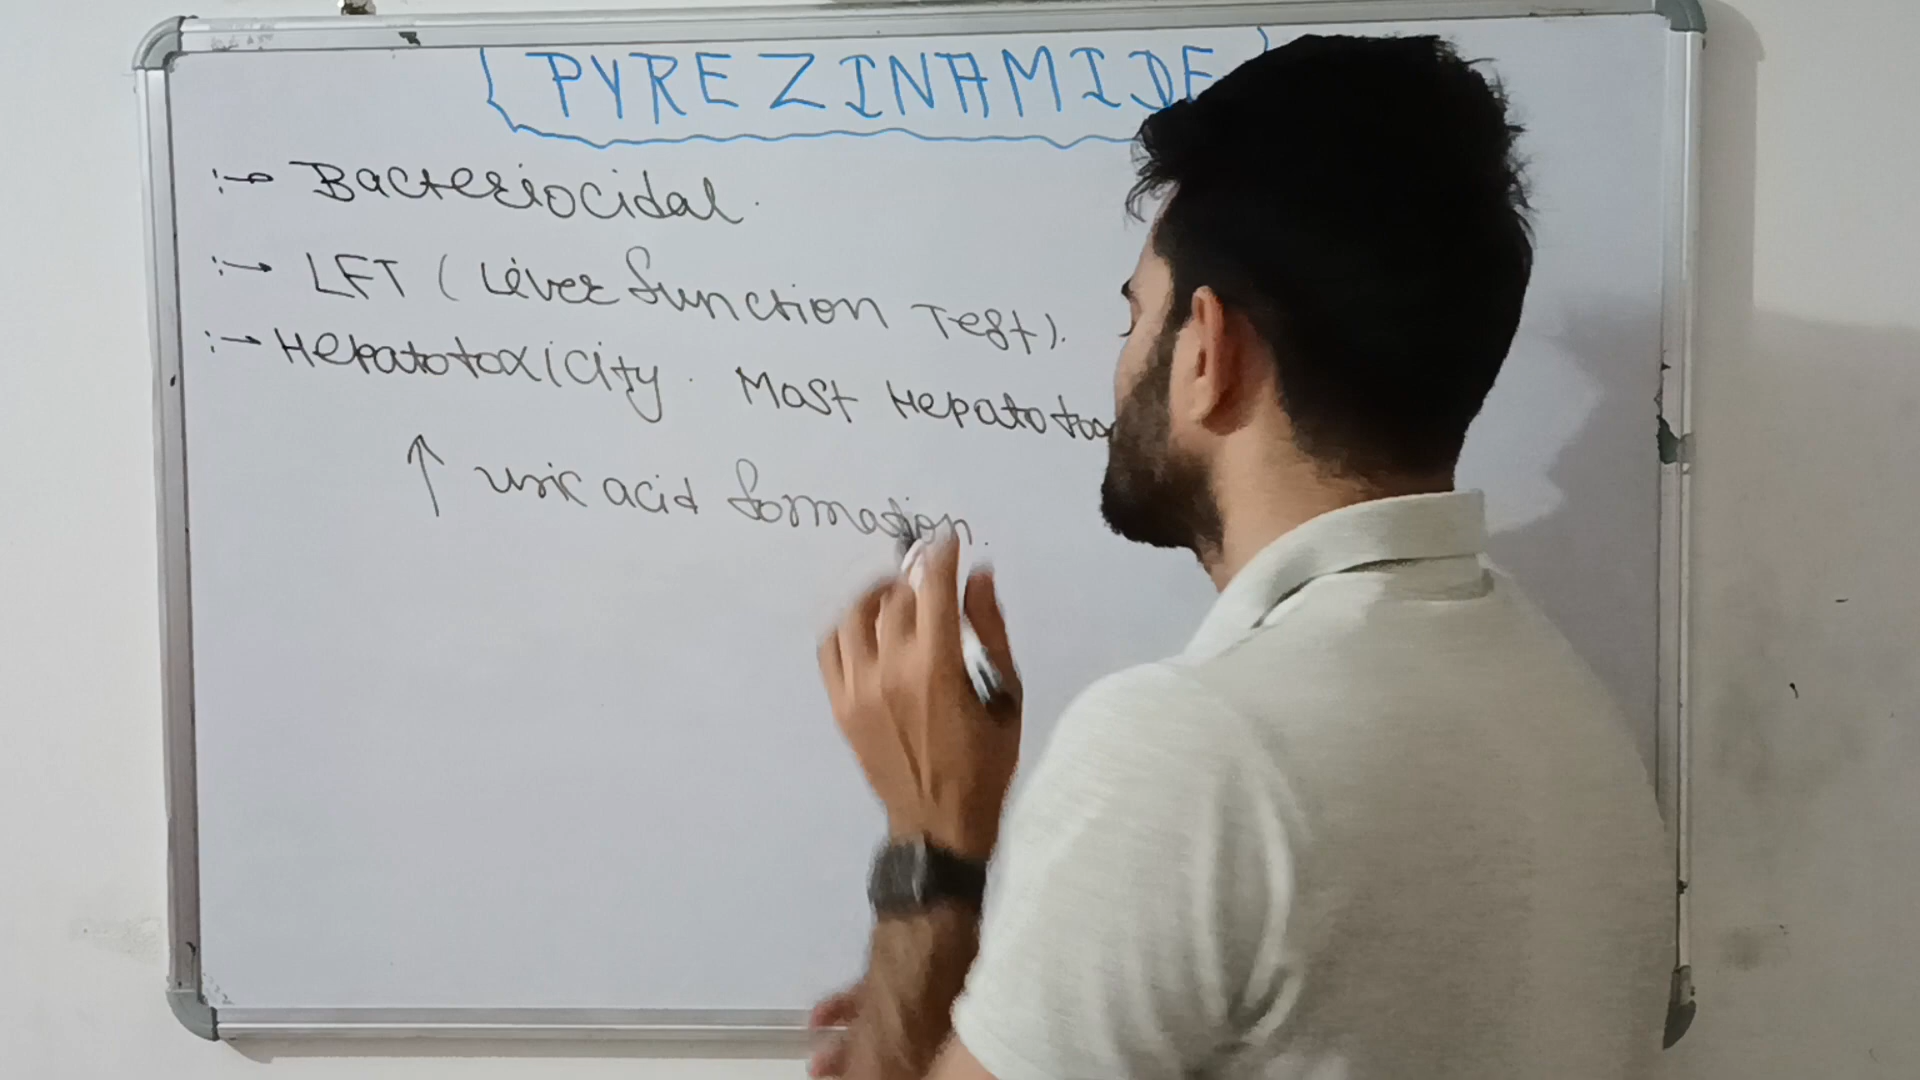 PYREZINAMIDE
:→ Bacteriocidal.
:→ LFT (Liver function Test).
:→ Hepatotoxicity. Most Hepatotox
↑ uric acid formation.